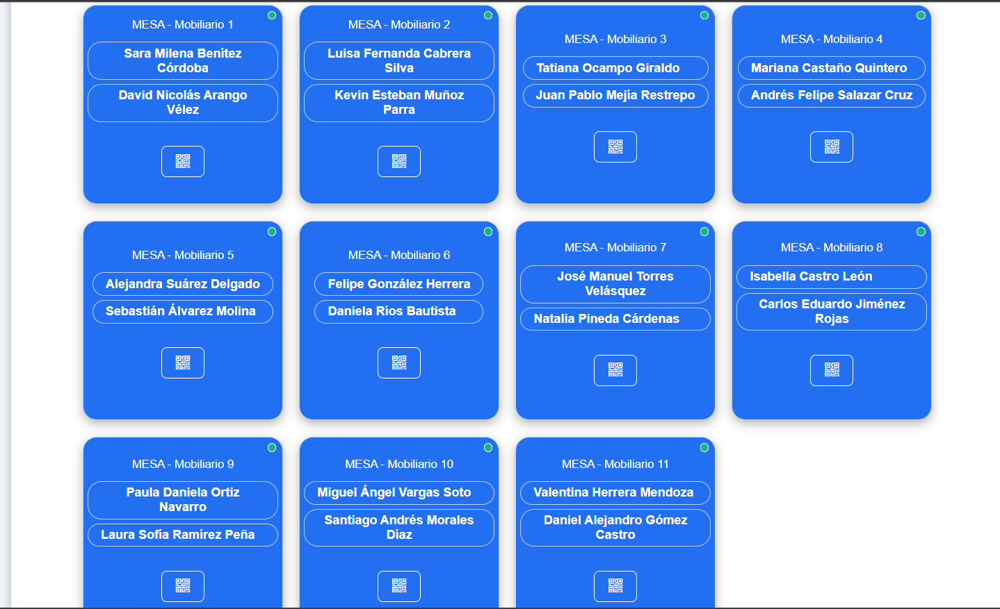 MESA - Mobiliario 1
Sara Milena Benítez
Córdoba
David Nicolás Arango
Vélez
MESA - Mobiliario 2
Luisa Fernanda Cabrera
Silva
Kevin Esteban Muñoz
Parra
MESA - Mobiliario 3
Tatiana Ocampo Giraldo
Juan Pablo Mejía Restrepo
MESA - Mobiliario 4
Mariana Castaño Quintero
Andrés Felipe Salazar Cruz
MESA - Mobiliario 5
Alejandra Suárez Delgado
Sebastián Álvarez Molina
MESA - Mobiliario 6
Felipe González Herrera
Daniela Ríos Bautista
MESA - Mobiliario 7
José Manuel Torres
Velásquez
Natalia Pineda Cárdenas
MESA - Mobiliario 8
Isabella Castro León
Carlos Eduardo Jiménez
Rojas
MESA - Mobiliario 9
Paula Daniela Ortiz
Navarro
Laura Sofía Ramírez Peña
MESA - Mobiliario 10
Miguel Ángel Vargas Soto
Santiago Andrés Morales
Díaz
MESA - Mobiliario 11
Valentina Herrera Mendoza
Daniel Alejandro Gómez
Castro